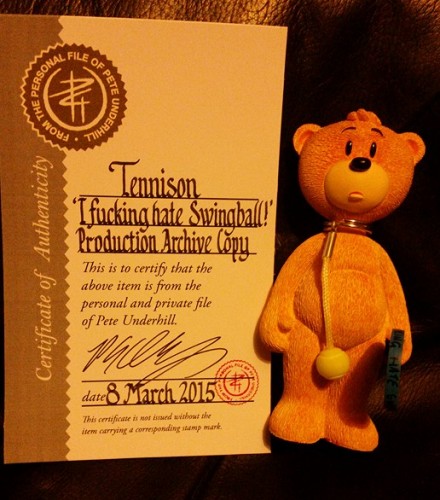 FROM THE PERSONAL FILE OF PETE UNDERHILL •
Certificate of Authenticity
Tennison
'I fucking hate Swingball!'
Production Archive Copy
This is to certify that the
above item is from the
personal and private file
of Pete Underhill.
date 8 March 2015
This certificate is not issued without the
item carrying a corresponding stamp mark.
HATE